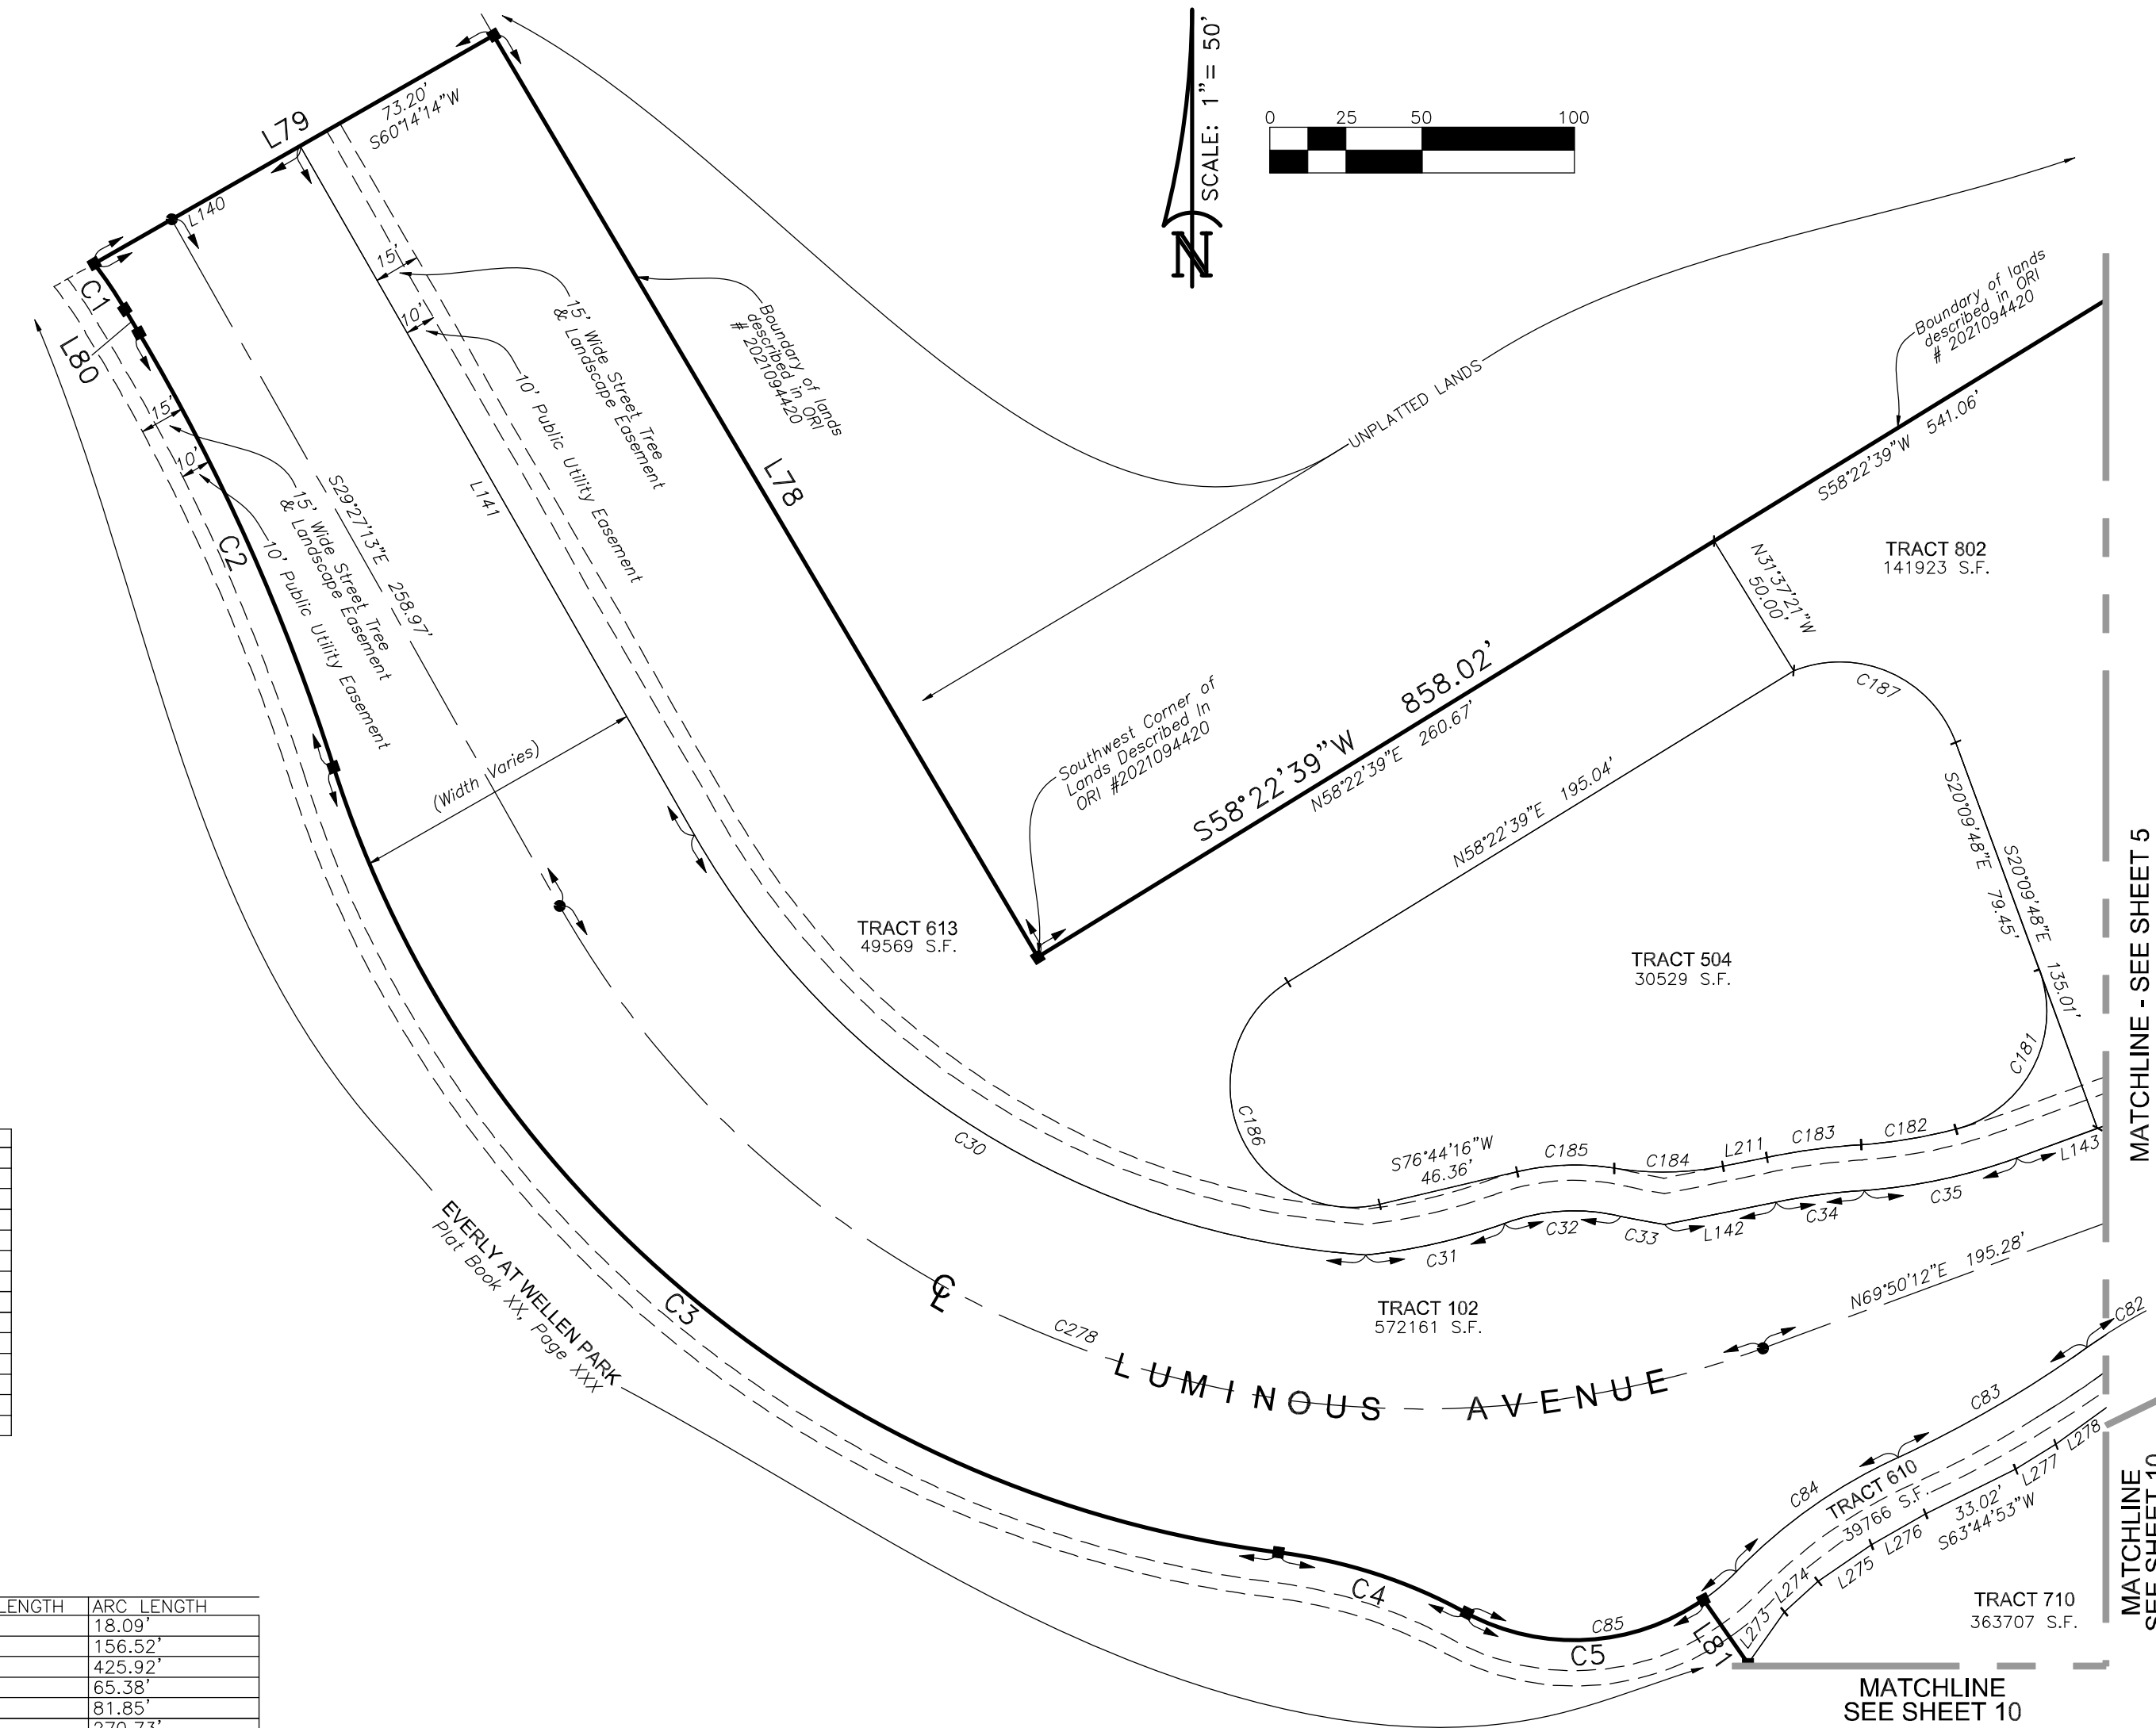 SCALE: 1"= 50'
N
0 25 50 100
73.20'
S60°14'14"W
L79
L140
C1
L80
15'
10'
15' Wide Street Tree
& Landscape Easement
10' Public Utility Easement
Boundary of lands
described in ORI
# 2021094420
L78
L141
15'
10'
15' Wide Street Tree
& Landscape Easement
10' Public Utility Easement
C2
S29°27'13"E 258.97'
(Width Varies)
UNPLATTED LANDS
Boundary of lands
described in ORI
# 2021094420
S58°22'39"W 541.06'
TRACT 802
141923 S.F.
N31°37'21"W
50.00'
C187
S58°22'39"W 858.02'
N58°22'39"E 260.67'
N58°22'39"E 195.04'
Southwest Corner of
Lands Described In
ORI #2021094420
S20°09'48"E 79.45'
S20°09'48"E 135.01'
MATCHLINE - SEE SHEET 5
TRACT 613
49569 S.F.
TRACT 504
30529 S.F.
C181
C186
S76°44'16"W
46.36'
C185
C184
L211
C183
C182
L143
C30
C31
C32
C33
L142
C34
C35
N69°50'12"E 195.28'
TRACT 102
572161 S.F.
CL
C278
LUMINOUS AVENUE
EVERLY AT WELLEN PARK
Plat Book XX, Page XXX
C3
C82
C83
C84
TRACT 610
39766 S.F.
L278
L277
33.02'
S63°44'53"W
L276
L275
L274
L273
L81
C4
C85
C5
TRACT 710
363707 S.F.
MATCHLINE
SEE SHEET 10
MATCHLINE
SEE SHEET 10
LENGTH ARC LENGTH
18.09'
156.52'
425.92'
65.38'
81.85'
270.73'